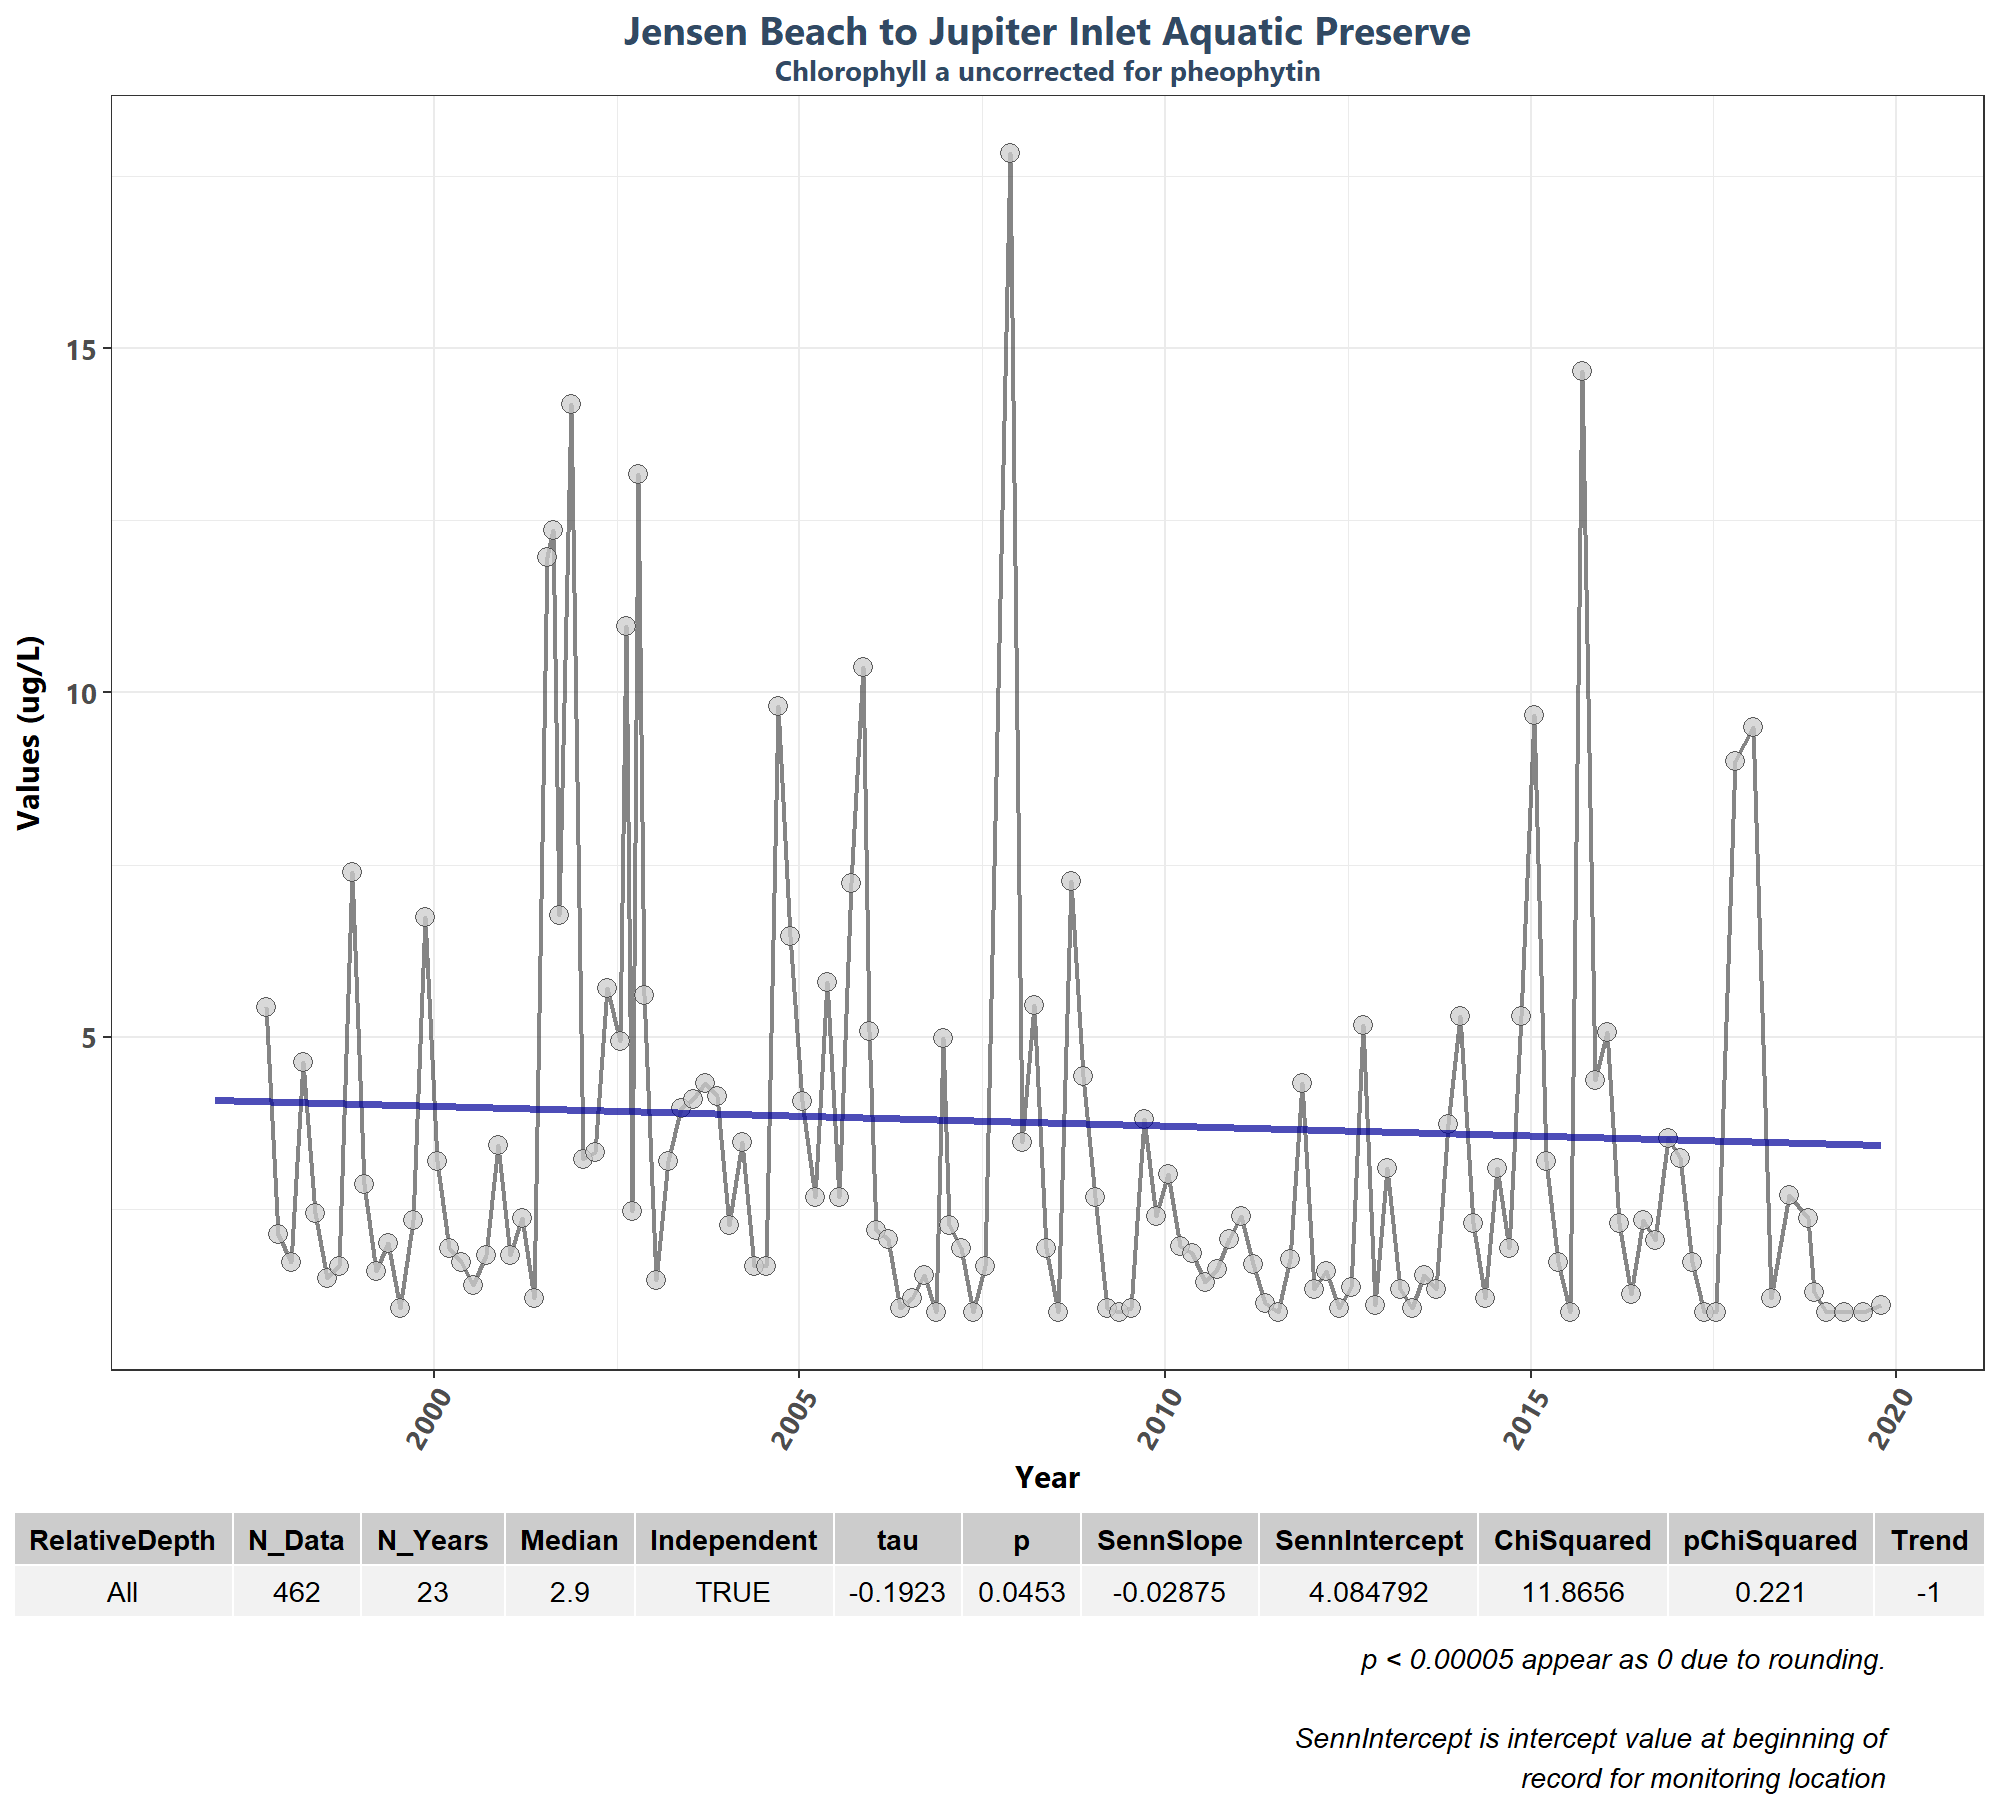 Jensen Beach to Jupiter Inlet Aquatic Preserve
Chlorophyll a uncorrected for pheophytin
Values (ug/L)
15
10
5
2000
2005
2010
2015
2020
Year
RelativeDepth N_Data N_Years Median Independent tau p SennSlope SennIntercept ChiSquared pChiSquared Trend
All 462 23 2.9 TRUE -0.1923 0.0453 -0.02875 4.084792 11.8656 0.221 -1
p < 0.00005 appear as 0 due to rounding.
SennIntercept is intercept value at beginning of
record for monitoring location